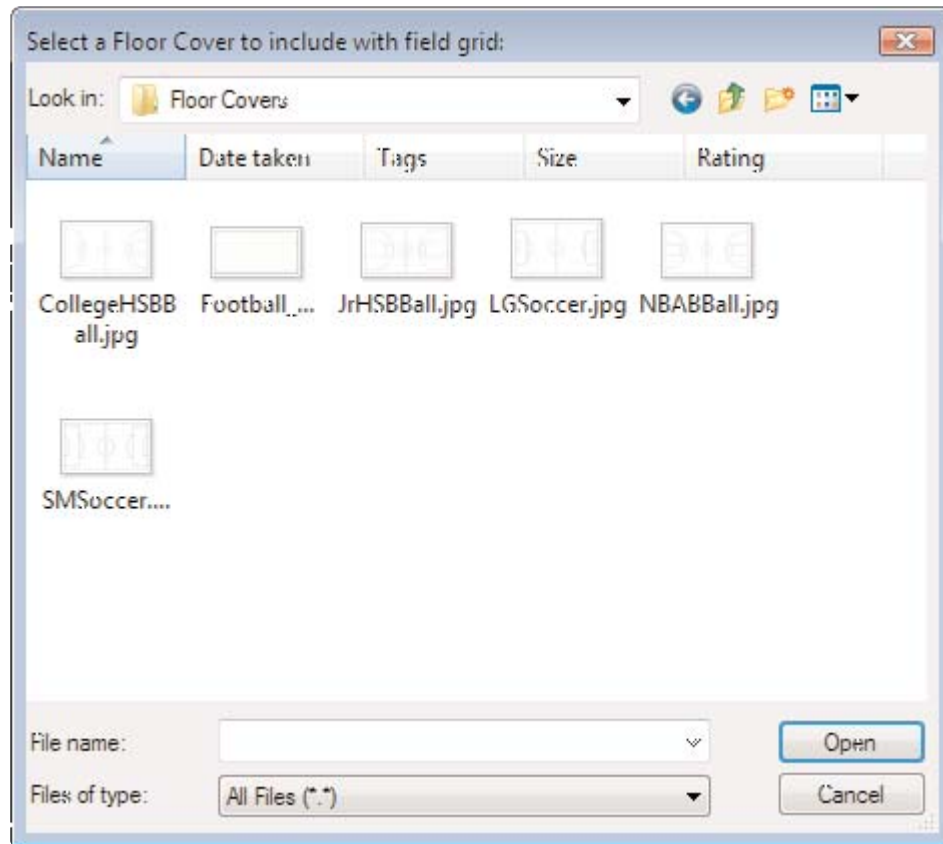 Select a Floor Cover to include with field grid:
Look in: Floor Covers
Name Date taken Tags Size Rating
CollegeHSBB Football_... JrHSBBall.jpg LGSoccer.jpg NBABBall.jpg
all.jpg
SMSoccer....
File name: Open
Files of type: All Files (*.*) Cancel